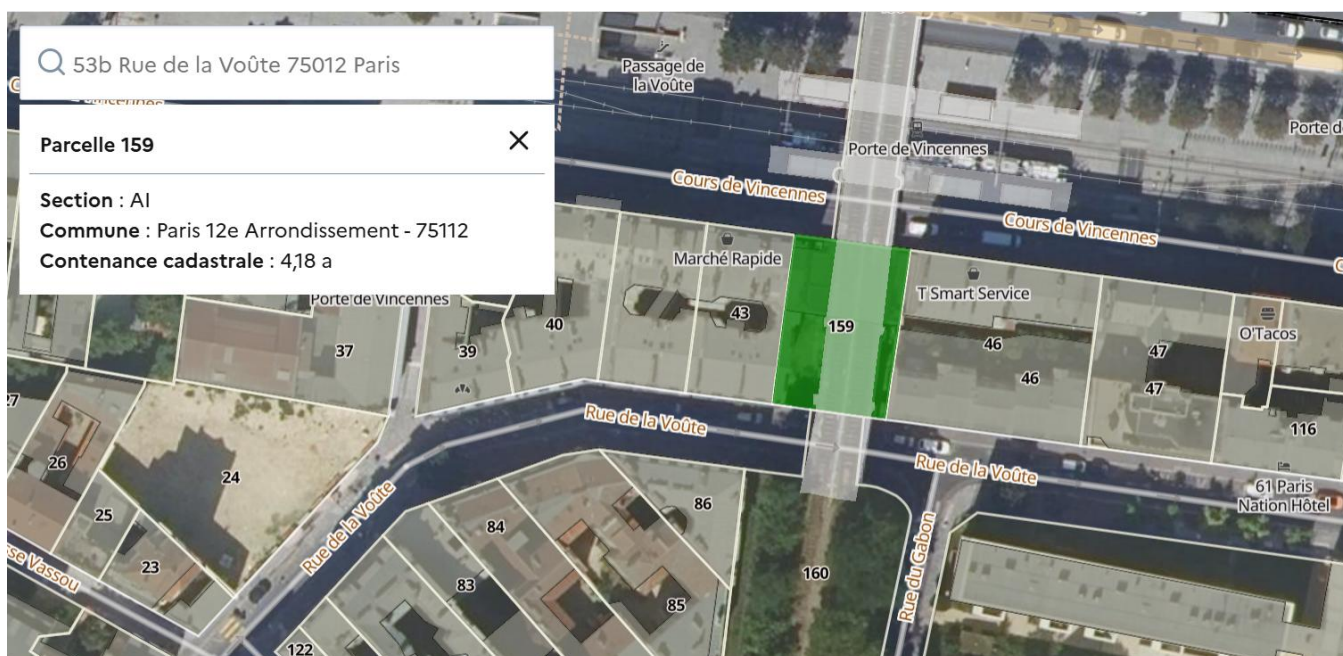 53b Rue de la Voûte 75012 Paris
Parcelle 159
Section : AI
Commune : Paris 12e Arrondissement - 75112
Contenance cadastrale : 4,18 a
Passage de
la Voûte
Porte de Vincennes
Porte d
Cours de Vincennes
Cours de Vincennes
Marché Rapide
T Smart Service
Porte de Vincennes
O'Tacos
40
43
159
37
39
46
46
47
47
116
27
26
24
25
23
Rue de la Voûte
Rue de la Voûte
Rue de la Voûte
61 Paris
Nation Hôtel
86
84
83
85
160
122
Rue du Gabon
sse Vassou